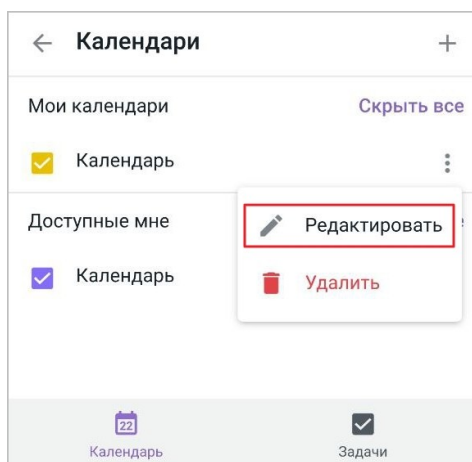 Календари
Мои календари Скрыть все
Календарь
Доступные мне
Редактировать
Календарь
Удалить
22
Календарь Задачи